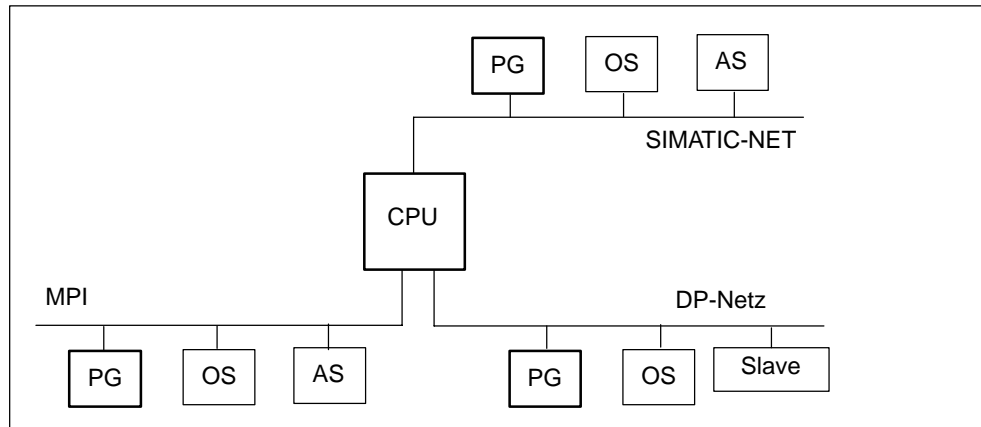 PG
OS
AS
SIMATIC-NET
CPU
MPI
DP-Netz
PG
OS
AS
PG
OS
Slave